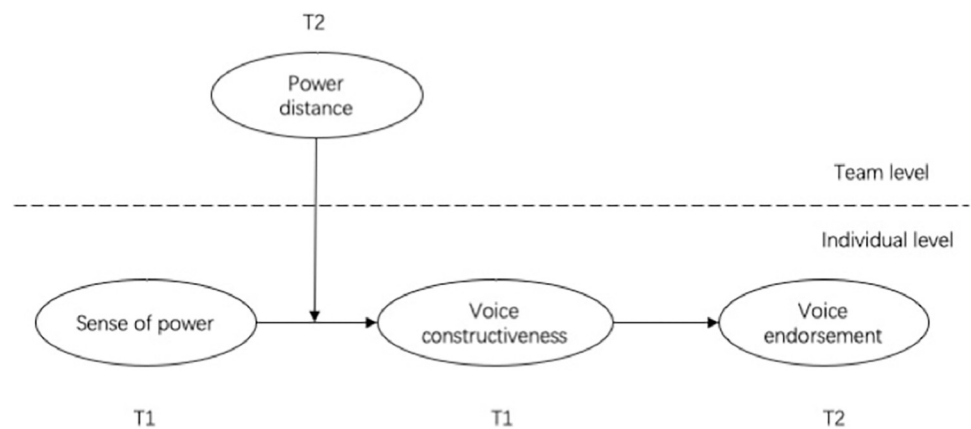 T2
Power
distance
Team level
Individual level
Sense of power
Voice
constructiveness
Voice
endorsement
T1
T1
T2